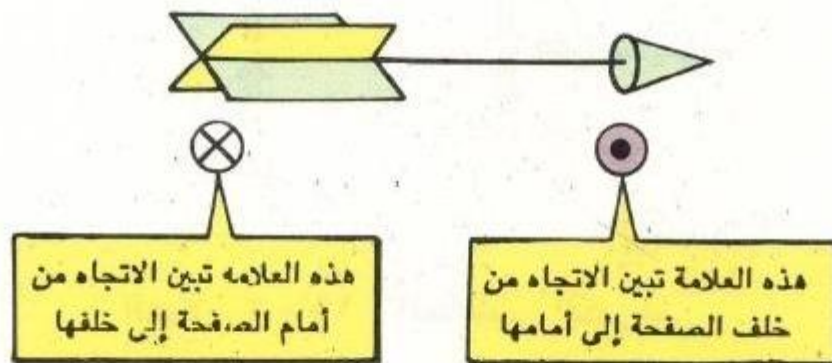 هذه العلامة تبين الاتجاه من
خلف الصفحة إلى أمامها
هذه العلامه تبين الاتجاه من
أمام الصفحة إلى خلفها